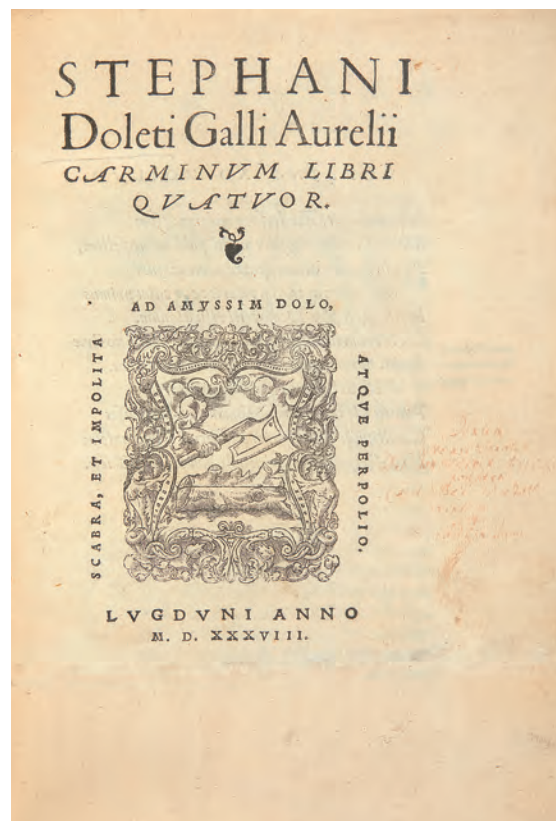 STEPHANI
Doleti Galli Aurelii
CARMINVM LIBRI
QVATVOR.
AD AMVSSIM DOLO,
SCABRA, ET IMPOLITA
ATQVE PERPOLIO.
LVGDVNI ANNO
M. D. XXXVIII.